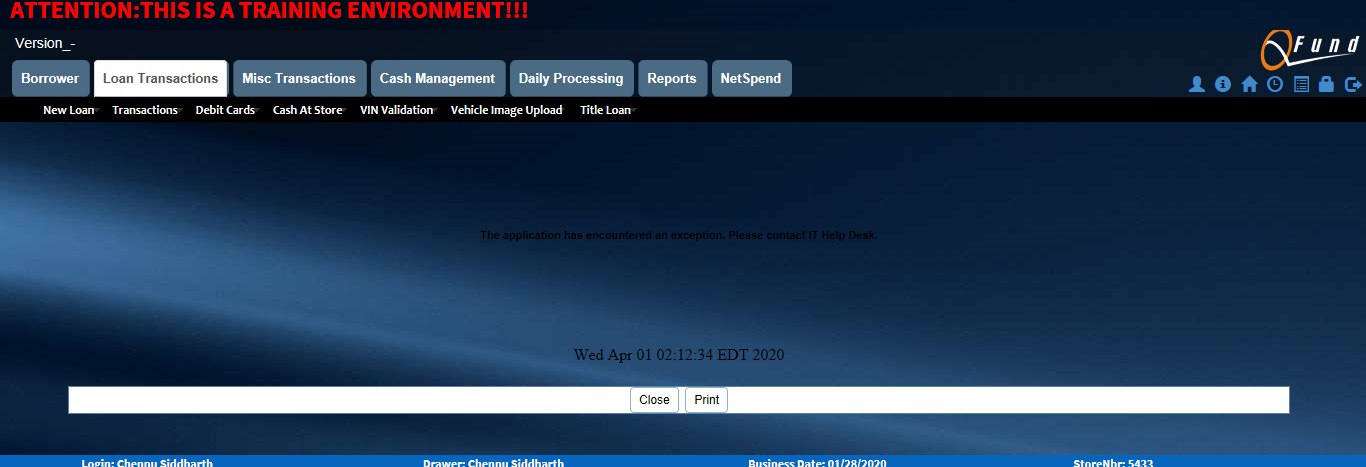 ATTENTION:THIS IS A TRAINING ENVIRONMENT!!!
Version_-
QFund
Borrower Loan Transactions Misc Transactions Cash Management Daily Processing Reports NetSpend
New Loan Transactions Debit Cards Cash At Store VIN Validation Vehicle Image Upload Title Loan
The application has encountered an exception. Please contact IT Help Desk.
Wed Apr 01 02:12:34 EDT 2020
Close Print
Login: Chennu Siddharth Drawer: Chennu Siddharth Business Date: 01/28/2020 StoreNbr: 5433